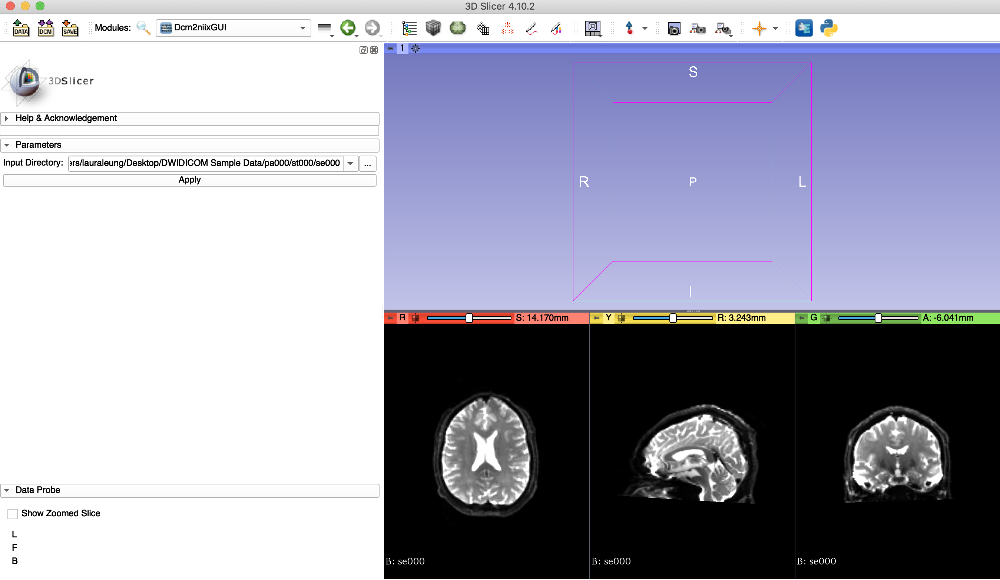 3D Slicer 4.10.2
DATA DCM SAVE Modules: Dcm2niixGUI
1
3DSlicer
Help & Acknowledgement
Parameters
Input Directory: ers/lauraleung/Desktop/DWIDICOM Sample Data/pa000/st000/se000 ...
Apply
S
R P L
I
R S: 14.170mm Y R: 3.243mm G A: -6.041mm
Data Probe
Show Zoomed Slice
L
F
B
B: se000 B: se000 B: se000